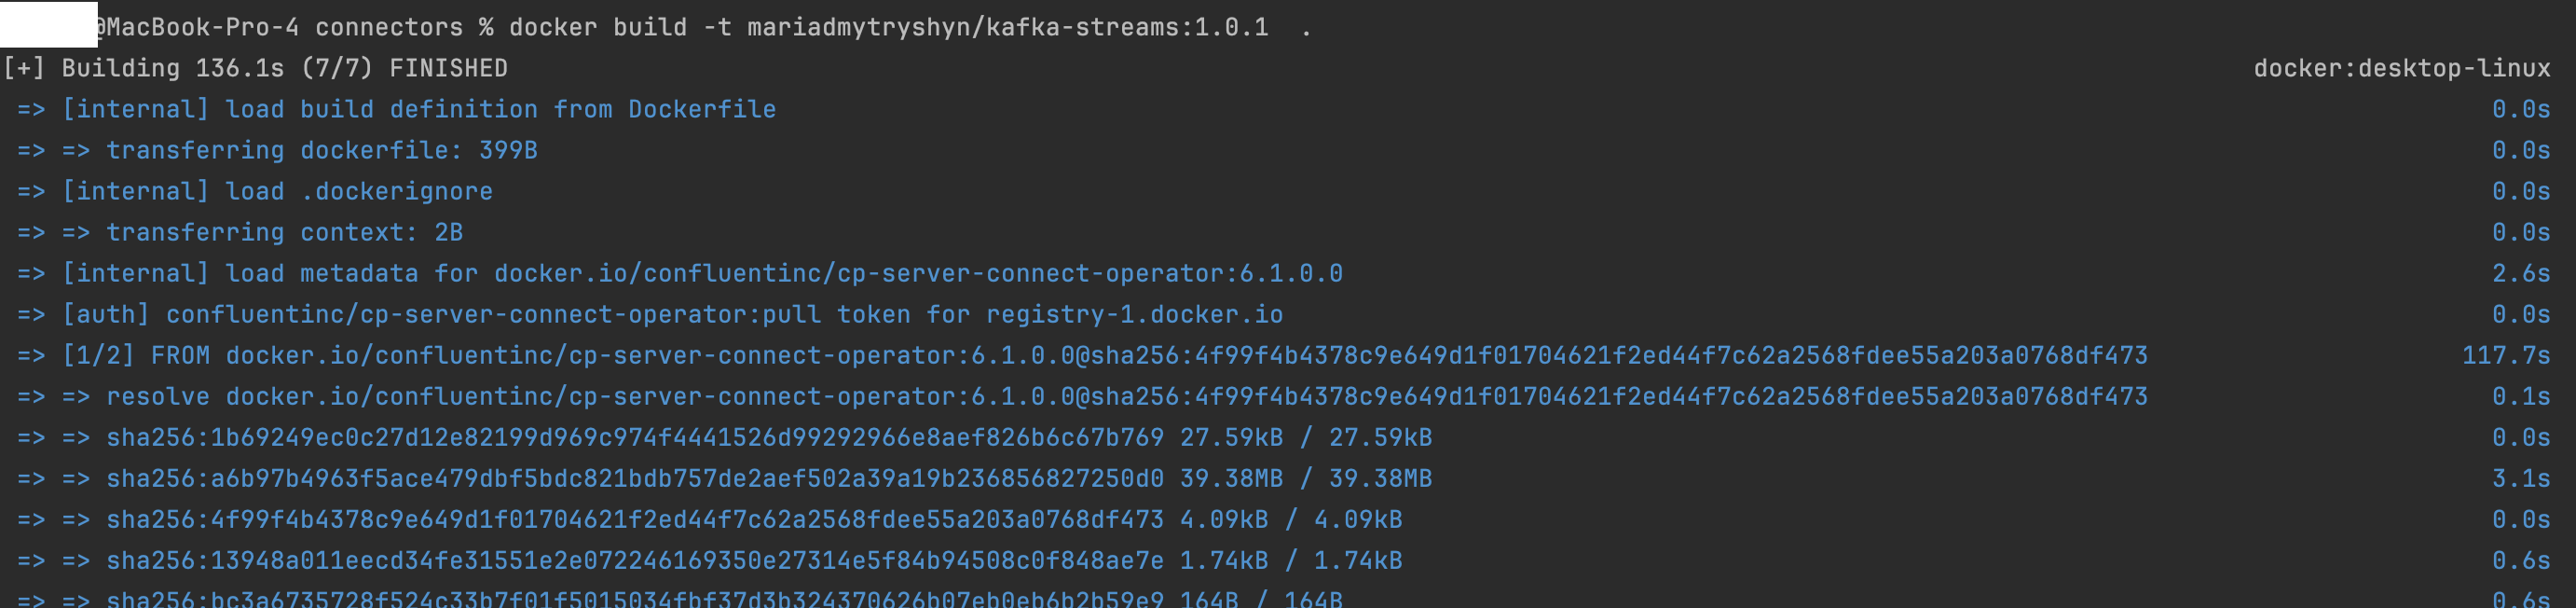 @MacBook-Pro-4 connectors % docker build -t mariadmytryshyn/kafka-streams:1.0.1 .
[+] Building 136.1s (7/7) FINISHED docker:desktop-linux
=> [internal] load build definition from Dockerfile 0.0s
=> => transferring dockerfile: 399B 0.0s
=> [internal] load .dockerignore 0.0s
=> => transferring context: 2B 0.0s
=> [internal] load metadata for docker.io/confluentinc/cp-server-connect-operator:6.1.0.0 2.6s
=> [auth] confluentinc/cp-server-connect-operator:pull token for registry-1.docker.io 0.0s
=> [1/2] FROM docker.io/confluentinc/cp-server-connect-operator:6.1.0.0@sha256:4f99f4b4378c9e649d1f01704621f2ed44f7c62a2568fdee55a203a0768df473 117.7s
=> => resolve docker.io/confluentinc/cp-server-connect-operator:6.1.0.0@sha256:4f99f4b4378c9e649d1f01704621f2ed44f7c62a2568fdee55a203a0768df473 0.1s
=> => sha256:1b69249ec0c27d12e82199d969c974f4441526d99292966e8aef826b6c67b769 27.59kB / 27.59kB 0.0s
=> => sha256:a6b97b4963f5ace479dbf5bdc821bdb757de2aef502a39a19b236856827250d0 39.38MB / 39.38MB 3.1s
=> => sha256:4f99f4b4378c9e649d1f01704621f2ed44f7c62a2568fdee55a203a0768df473 4.09kB / 4.09kB 0.0s
=> => sha256:13948a011eecd34fe31551e2e072246169350e27314e5f84b94508c0f848ae7e 1.74kB / 1.74kB 0.6s
=> => sha256:bc3a6735728f524c33b7f01f5015034fbf37d3b324370626b07eb0eb6b2b59e9 164B / 164B 0.6s